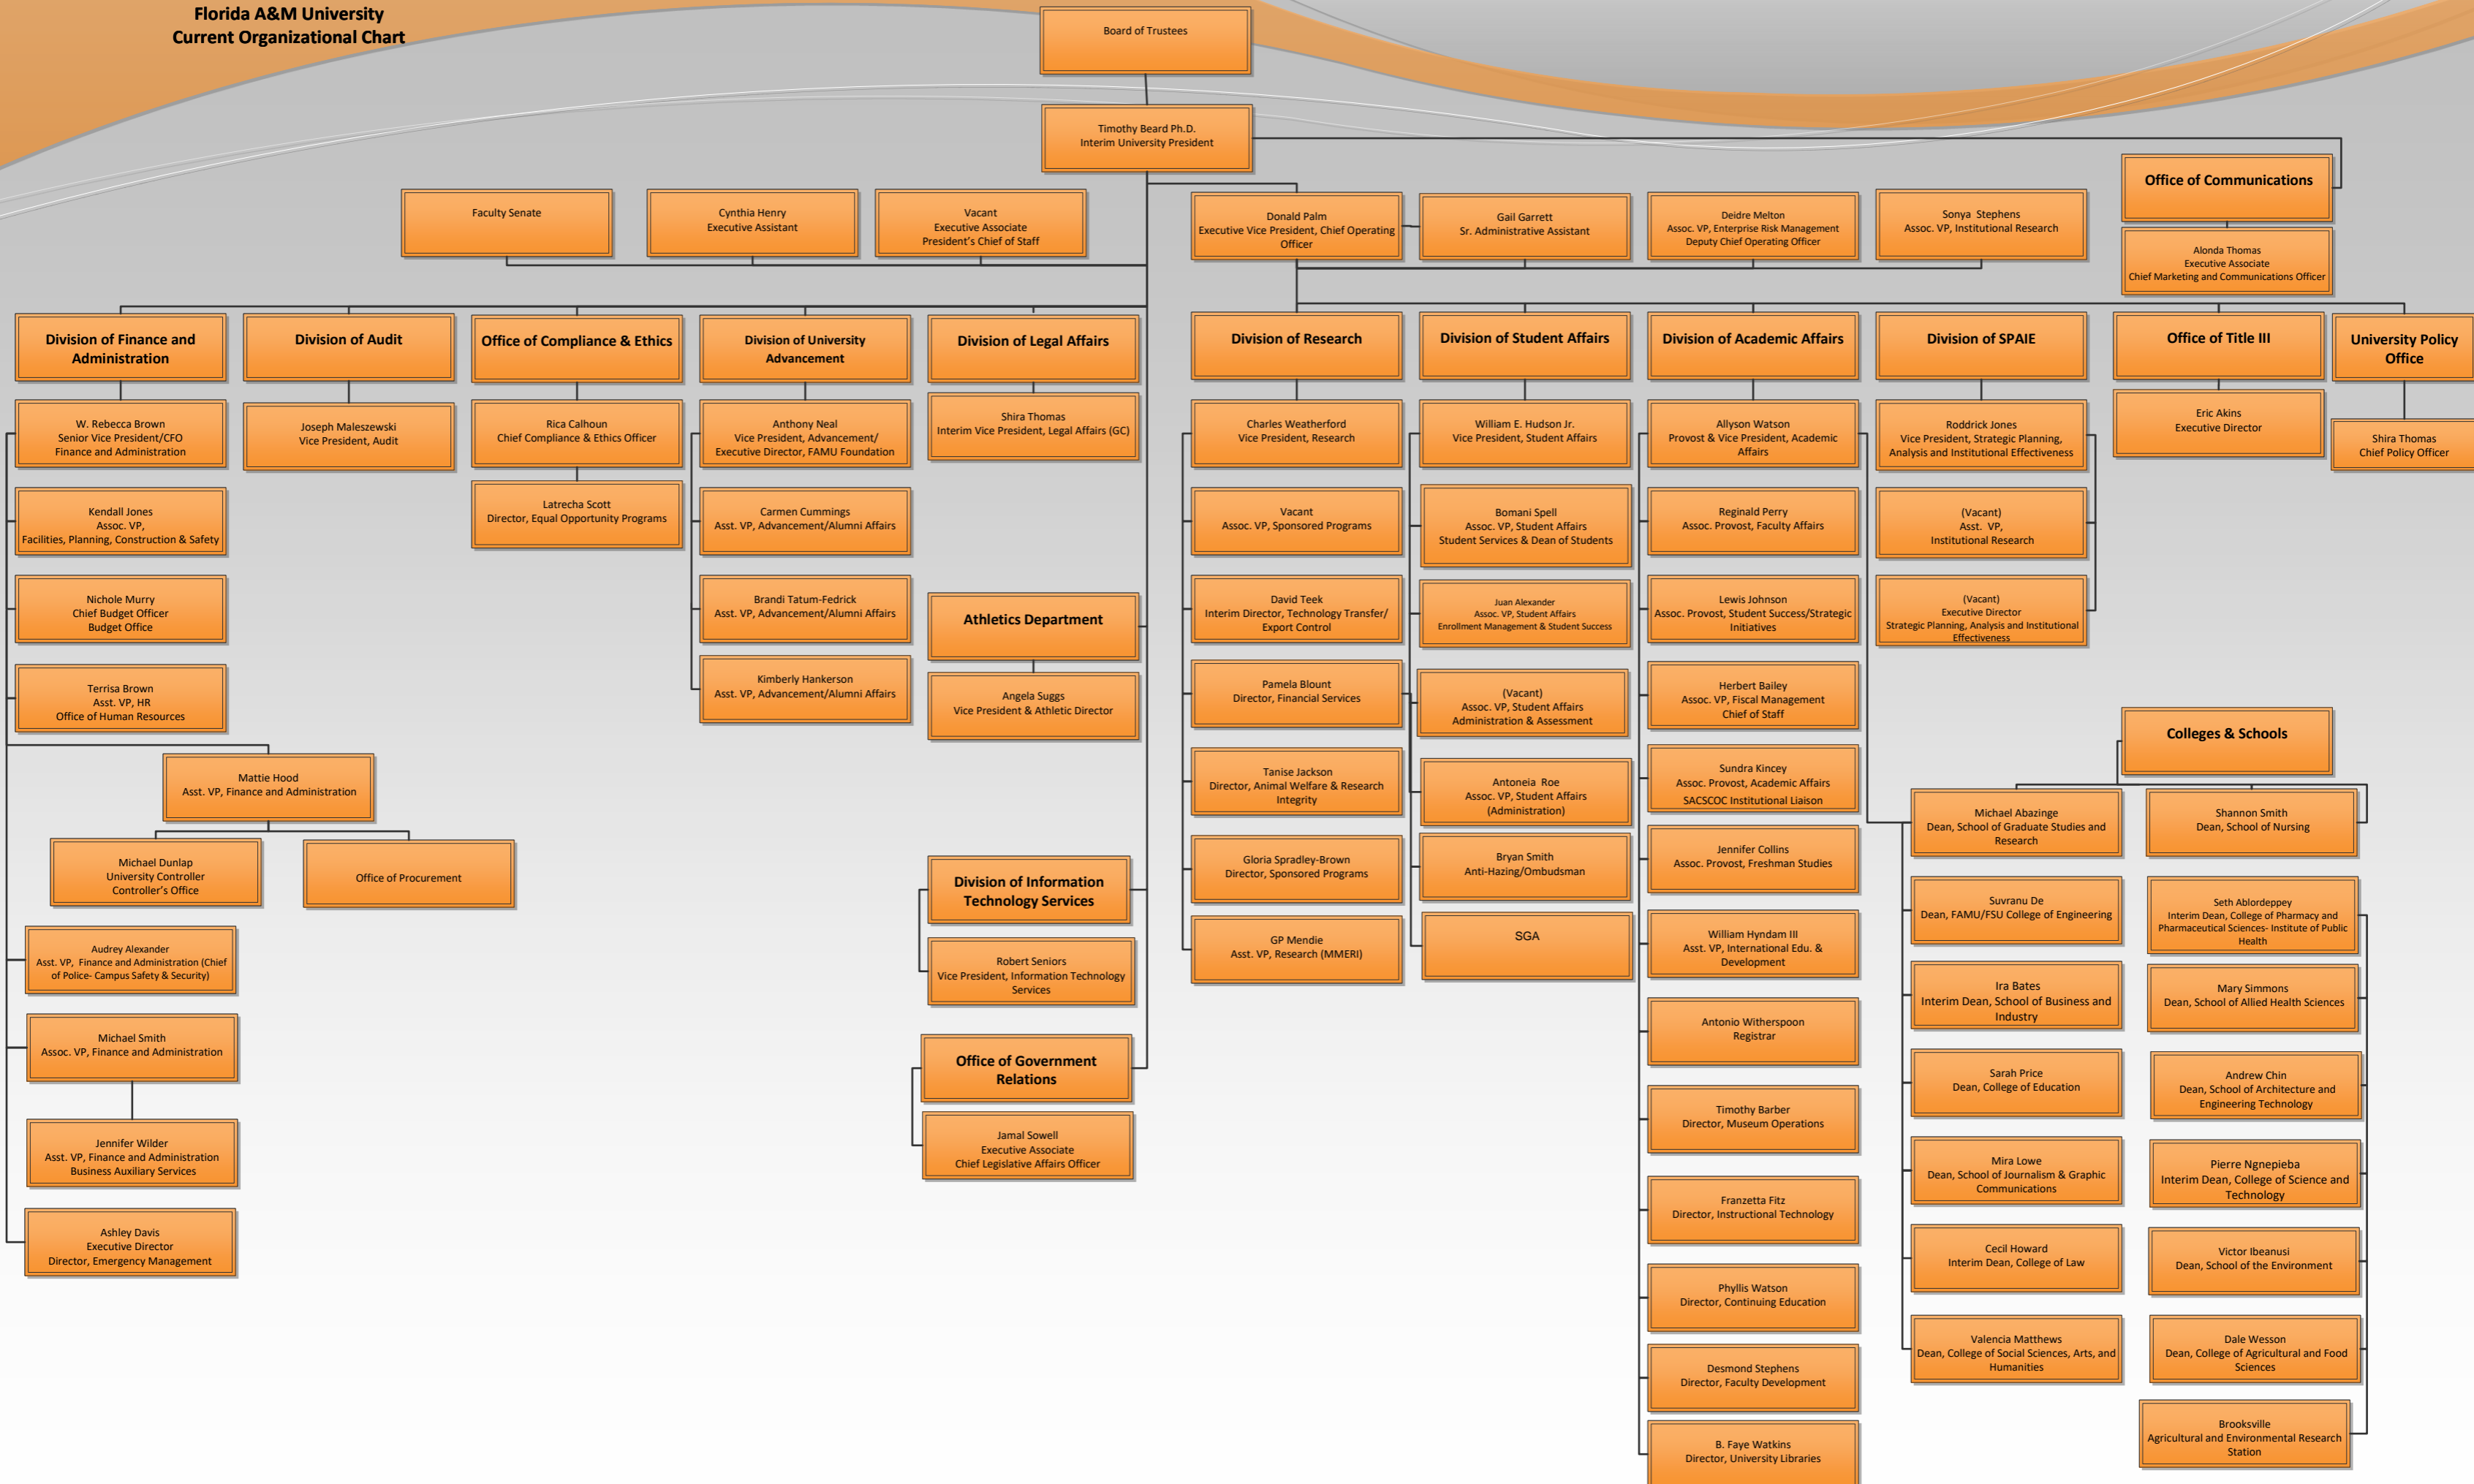 Florida A&M University
Current Organizational Chart
Board of Trustees
Timothy Beard Ph.D.
Interim University President
Office of Communications
Alonda Thomas
Executive Associate
Chief Marketing and Communications Officer
Faculty Senate
Cynthia Henry
Executive Assistant
Vacant
Executive Associate
President's Chief of Staff
Donald Palm
Executive Vice President, Chief Operating
Officer
Gail Garrett
Sr. Administrative Assistant
Deidre Melton
Assoc. VP, Enterprise Risk Management
Deputy Chief Operating Officer
Sonya Stephens
Assoc. VP, Institutional Research
Division of Finance and
Administration
W. Rebecca Brown
Senior Vice President/CFO
Finance and Administration
Kendall Jones
Assoc. VP,
Facilities, Planning, Construction & Safety
Nichole Murry
Chief Budget Officer
Budget Office
Terrisa Brown
Asst. VP, HR
Office of Human Resources
Mattie Hood
Asst. VP, Finance and Administration
Michael Dunlap
University Controller
Controller's Office
Office of Procurement
Audrey Alexander
Asst. VP, Finance and Administration (Chief
of Police- Campus Safety & Security)
Michael Smith
Assoc. VP, Finance and Administration
Jennifer Wilder
Asst. VP, Finance and Administration
Business Auxiliary Services
Ashley Davis
Executive Director
Director, Emergency Management
Division of Audit
Joseph Maleszewski
Vice President, Audit
Office of Compliance & Ethics
Rica Calhoun
Chief Compliance & Ethics Officer
Latrecha Scott
Director, Equal Opportunity Programs
Division of University
Advancement
Anthony Neal
Vice President, Advancement/
Executive Director, FAMU Foundation
Carmen Cummings
Asst. VP, Advancement/Alumni Affairs
Brandi Tatum-Fedrick
Asst. VP, Advancement/Alumni Affairs
Kimberly Hankerson
Asst. VP, Advancement/Alumni Affairs
Division of Legal Affairs
Shira Thomas
Interim Vice President, Legal Affairs (GC)
Athletics Department
Angela Suggs
Vice President & Athletic Director
Division of Information
Technology Services
Robert Seniors
Vice President, Information Technology
Services
Office of Government
Relations
Jamal Sowell
Executive Associate
Chief Legislative Affairs Officer
Division of Research
Charles Weatherford
Vice President, Research
Vacant
Assoc. VP, Sponsored Programs
David Teek
Interim Director, Technology Transfer/
Export Control
Pamela Blount
Director, Financial Services
Tanise Jackson
Director, Animal Welfare & Research
Integrity
Gloria Spradley-Brown
Director, Sponsored Programs
GP Mendie
Asst. VP, Research (MMERI)
Division of Student Affairs
William E. Hudson Jr.
Vice President, Student Affairs
Bomani Spell
Assoc. VP, Student Affairs
Student Services & Dean of Students
Juan Alexander
Assoc. VP, Student Affairs
Enrollment Management & Student Success
(Vacant)
Assoc. VP, Student Affairs
Administration & Assessment
Antoneia Roe
Assoc. VP, Student Affairs
(Administration)
Bryan Smith
Anti-Hazing/Ombudsman
SGA
Division of Academic Affairs
Allyson Watson
Provost & Vice President, Academic
Affairs
Reginald Perry
Assoc. Provost, Faculty Affairs
Lewis Johnson
Assoc. Provost, Student Success/Strategic
Initiatives
Herbert Bailey
Assoc. VP, Fiscal Management
Chief of Staff
Sundra Kincey
Assoc. Provost, Academic Affairs
SACSCOC Institutional Liaison
Jennifer Collins
Assoc. Provost, Freshman Studies
William Hyndam III
Asst. VP, International Edu. &
Development
Antonio Witherspoon
Registrar
Timothy Barber
Director, Museum Operations
Franzetta Fitz
Director, Instructional Technology
Phyllis Watson
Director, Continuing Education
Desmond Stephens
Director, Faculty Development
B. Faye Watkins
Director, University Libraries
Division of SPAIE
Roddrick Jones
Vice President, Strategic Planning,
Analysis and Institutional Effectiveness
(Vacant)
Asst. VP,
Institutional Research
(Vacant)
Executive Director
Strategic Planning, Analysis and Institutional
Effectiveness
Office of Title III
Eric Akins
Executive Director
University Policy
Office
Shira Thomas
Chief Policy Officer
Colleges & Schools
Michael Abazinge
Dean, School of Graduate Studies and
Research
Suvranu De
Dean, FAMU/FSU College of Engineering
Ira Bates
Interim Dean, School of Business and
Industry
Sarah Price
Dean, College of Education
Mira Lowe
Dean, School of Journalism & Graphic
Communications
Cecil Howard
Interim Dean, College of Law
Valencia Matthews
Dean, College of Social Sciences, Arts, and
Humanities
Shannon Smith
Dean, School of Nursing
Seth Ablordeppey
Interim Dean, College of Pharmacy and
Pharmaceutical Sciences- Institute of Public
Health
Mary Simmons
Dean, School of Allied Health Sciences
Andrew Chin
Dean, School of Architecture and
Engineering Technology
Pierre Ngnepieba
Interim Dean, College of Science and
Technology
Victor Ibeanusi
Dean, School of the Environment
Dale Wesson
Dean, College of Agricultural and Food
Sciences
Brooksville
Agricultural and Environmental Research
Station